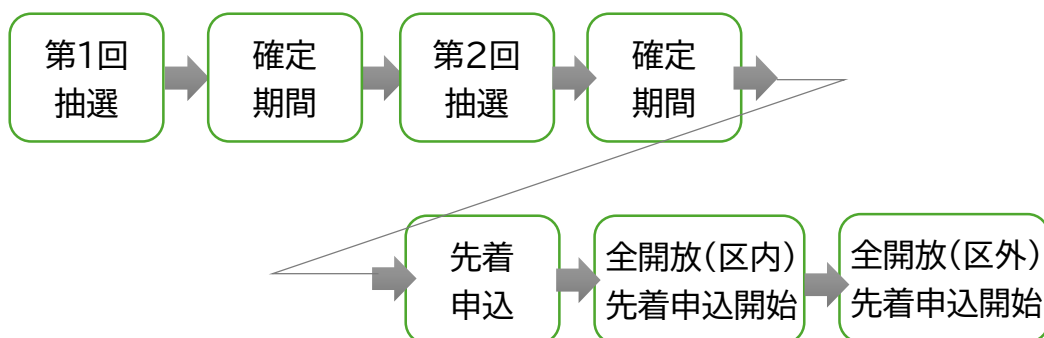 第1回
抽選
確定
期間
第2回
抽選
確定
期間
先着
申込
全開放(区内)
先着申込開始
全開放(区外)
先着申込開始